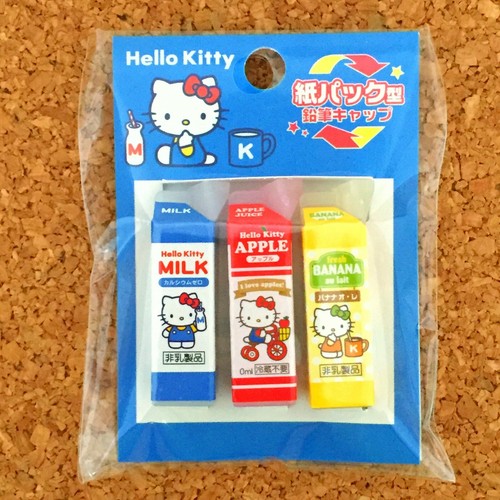 Hello Kitty
紙パック型
鉛筆キャップ
M
K
MILK
Hello Kitty
MILK
カルシウムゼロ
M
非乳製品
APPLE
JUICE
Hello Kitty
APPLE
アップル
I love apples!
0ml 冷蔵不要
BANANA
au lait
fresh
BANANA
au lait
バナナオ・レ
K
非乳製品